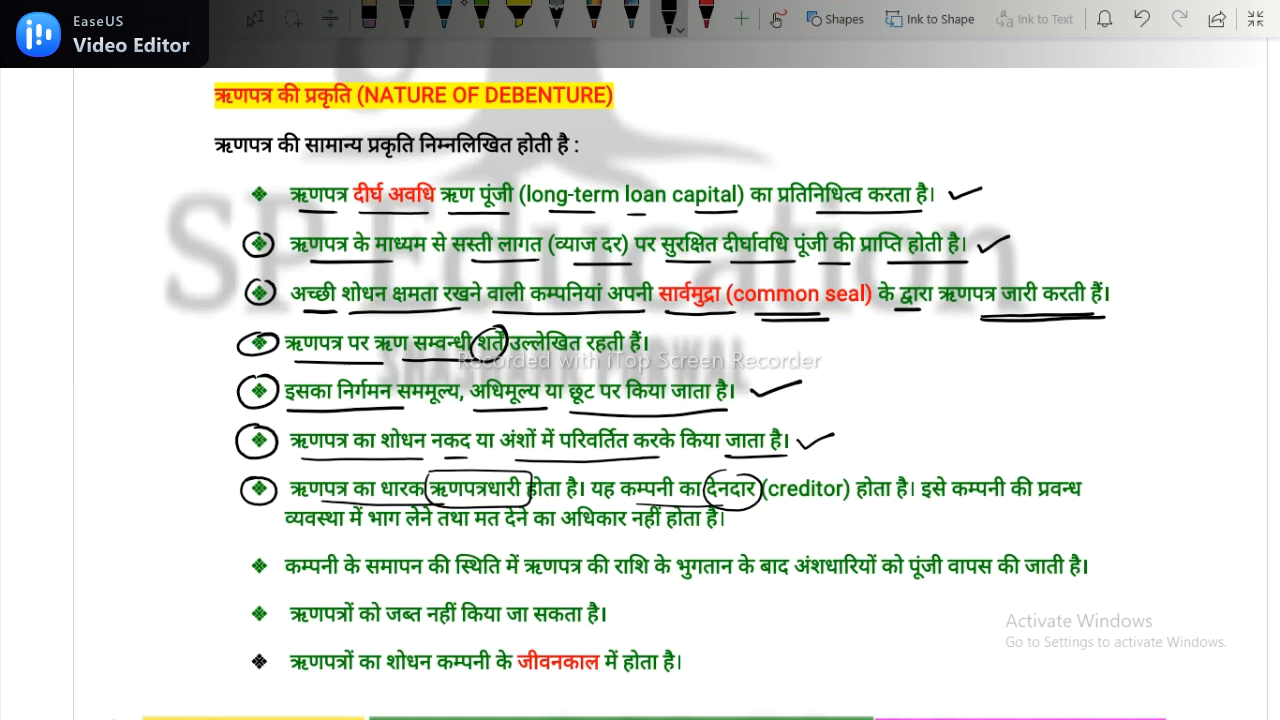 EaseUS
Video Editor
Shapes
Ink to Shape
Ink to Text
ऋणपत्र की प्रकृति (NATURE OF DEBENTURE)
ऋणपत्र की सामान्य प्रकृति निम्नलिखित होती है :
❖ ऋणपत्र दीर्घ अवधि ऋण पूंजी (long-term loan capital) का प्रतिनिधित्व करता है।
❖ ऋणपत्र के माध्यम से सस्ती लागत (व्याज दर) पर सुरक्षित दीर्घावधि पूंजी की प्राप्ति होती है।
❖ अच्छी शोधन क्षमता रखने वाली कम्पनियां अपनी सार्वमुद्रा (common seal) के द्वारा ऋणपत्र जारी करती हैं।
❖ ऋणपत्र पर ऋण सम्वन्धी शर्तें उल्लेखित रहती हैं।
Recorded with iTop Screen Recorder
❖ इसका निर्गमन सममूल्य, अधिमूल्य या छूट पर किया जाता है।
❖ ऋणपत्र का शोधन नकद या अंशों में परिवर्तित करके किया जाता है।
❖ ऋणपत्र का धारक ऋणपत्रधारी होता है। यह कम्पनी का देनदार (creditor) होता है। इसे कम्पनी की प्रवन्ध
व्यवस्था में भाग लेने तथा मत देने का अधिकार नहीं होता है।
❖ कम्पनी के समापन की स्थिति में ऋणपत्र की राशि के भुगतान के बाद अंशधारियों को पूंजी वापस की जाती है।
❖ ऋणपत्रों को जब्त नहीं किया जा सकता है।
Activate Windows
Go to Settings to activate Windows.
❖ ऋणपत्रों का शोधन कम्पनी के जीवनकाल में होता है।